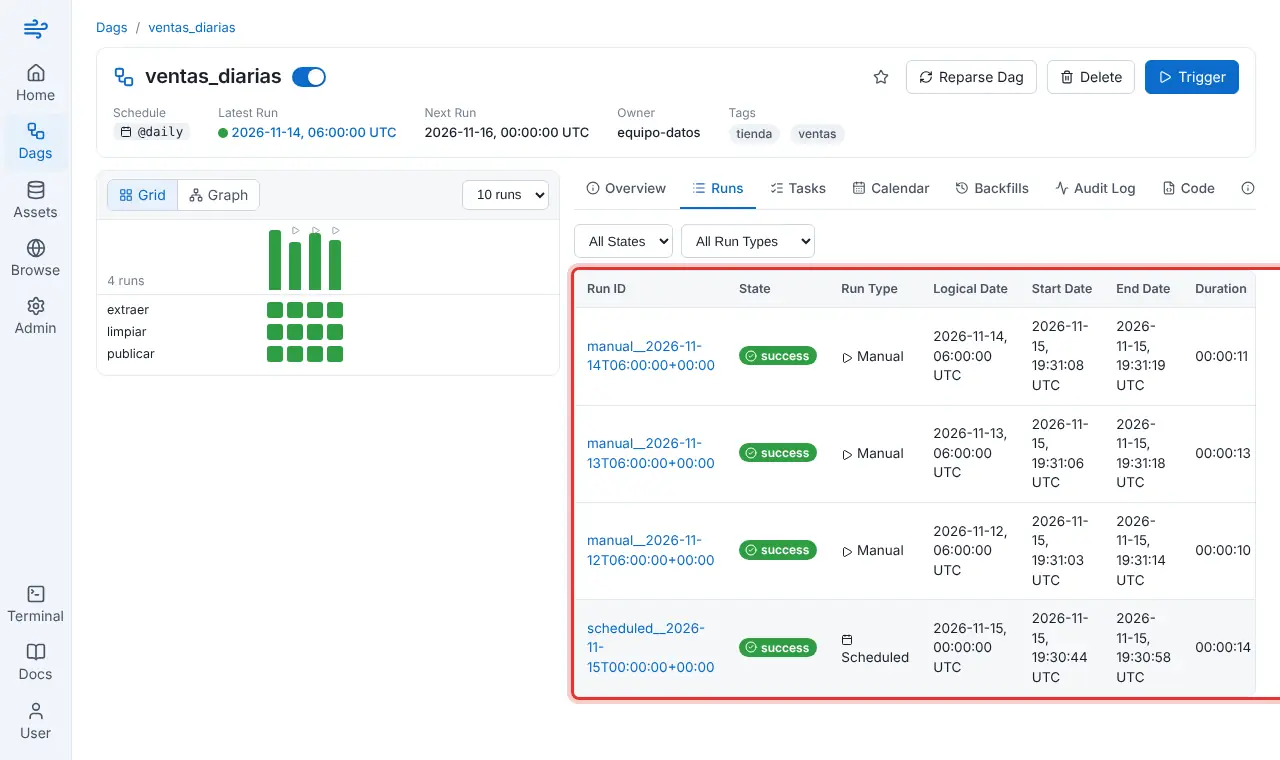 Dags / ventas_diarias
ventas_diarias
Reparse Dag
Delete
Trigger
Schedule
@daily
Latest Run
2026-11-14, 06:00:00 UTC
Next Run
2026-11-16, 00:00:00 UTC
Owner
equipo-datos
Tags
tienda
ventas
Home
Dags
Assets
Browse
Admin
Terminal
Docs
User
Grid
Graph
10 runs
4 runs
extraer
limpiar
publicar
Overview
Runs
Tasks
Calendar
Backfills
Audit Log
Code
All States
All Run Types
Run ID State Run Type Logical Date Start Date End Date Duration
manual__2026-11-
14T06:00:00+00:00
success
Manual
2026-11-14,
06:00:00
UTC
2026-11-
15,
19:31:08
UTC
2026-
11-15,
19:31:19
UTC
00:00:11
manual__2026-11-
13T06:00:00+00:00
success
Manual
2026-11-13,
06:00:00
UTC
2026-11-
15,
19:31:06
UTC
2026-
11-15,
19:31:18
UTC
00:00:13
manual__2026-11-
12T06:00:00+00:00
success
Manual
2026-11-12,
06:00:00
UTC
2026-11-
15,
19:31:03
UTC
2026-
11-15,
19:31:14
UTC
00:00:10
scheduled__2026-
11-
15T00:00:00+00:00
success
Scheduled
2026-11-15,
00:00:00
UTC
2026-11-
15,
19:30:44
UTC
2026-
11-15,
19:30:58
UTC
00:00:14